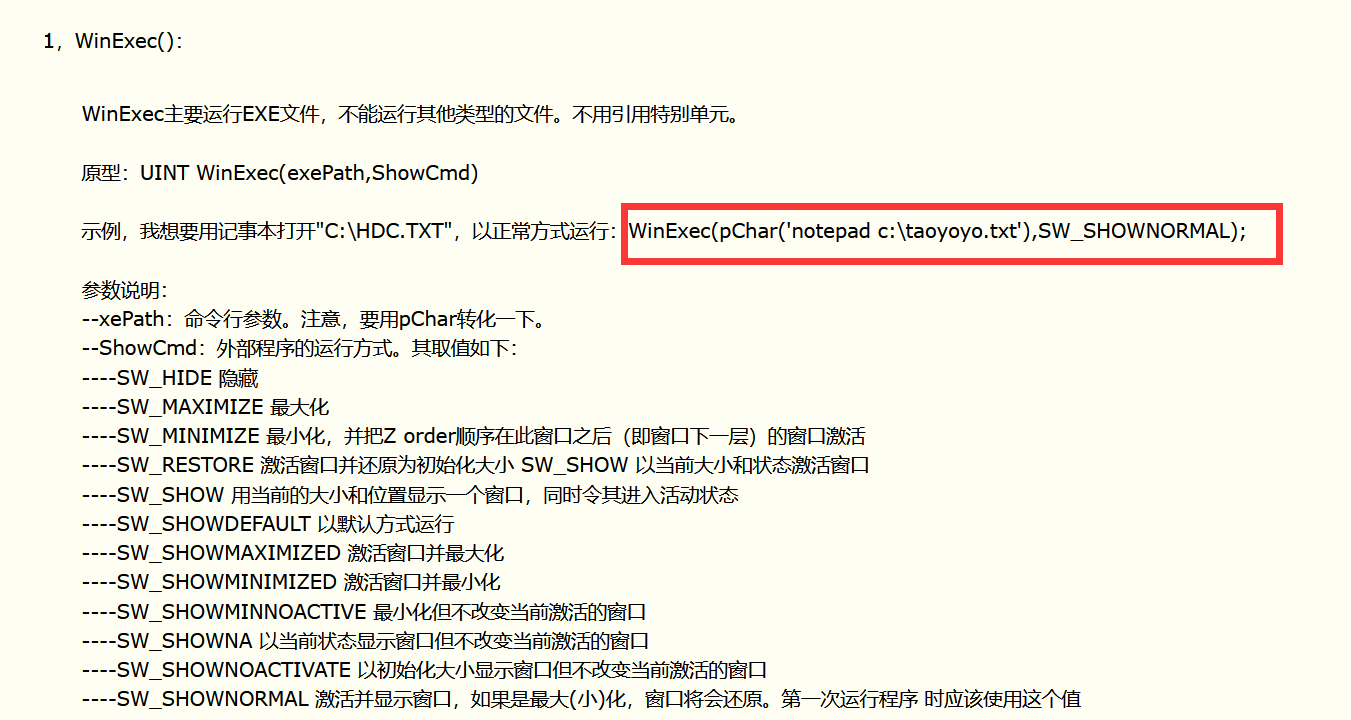 1，WinExec()：
WinExec主要运行EXE文件，不能运行其他类型的文件。不用引用特别单元。
原型：UINT WinExec(exePath,ShowCmd)
示例，我想要用记事本打开"C:\HDC.TXT"，以正常方式运行：WinExec(pChar('notepad c:\taoyoyo.txt'),SW_SHOWNORMAL);
参数说明：
--xePath：命令行参数。注意，要用pChar转化一下。
--ShowCmd：外部程序的运行方式。其取值如下：
----SW_HIDE 隐藏
----SW_MAXIMIZE 最大化
----SW_MINIMIZE 最小化，并把Z order顺序在此窗口之后（即窗口下一层）的窗口激活
----SW_RESTORE 激活窗口并还原为初始化大小 SW_SHOW 以当前大小和状态激活窗口
----SW_SHOW 用当前的大小和位置显示一个窗口，同时令其进入活动状态
----SW_SHOWDEFAULT 以默认方式运行
----SW_SHOWMAXIMIZED 激活窗口并最大化
----SW_SHOWMINIMIZED 激活窗口并最小化
----SW_SHOWMINNOACTIVE 最小化但不改变当前激活的窗口
----SW_SHOWNA 以当前状态显示窗口但不改变当前激活的窗口
----SW_SHOWNOACTIVATE 以初始化大小显示窗口但不改变当前激活的窗口
----SW_SHOWNORMAL 激活并显示窗口，如果是最大(小)化，窗口将会还原。第一次运行程序 时应该使用这个值